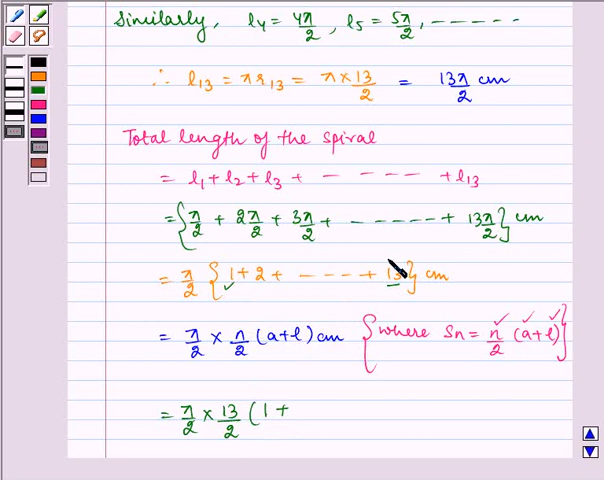 Similarly, l4 = 4π/2, l5 = 5π/2, ------
∴ l13 = π r13 = π × 13/2 = 13π/2 cm
Total length of the spiral
= l1 + l2 + l3 + - - - - - + l13
= { π/2 + 2π/2 + 3π/2 + ------ + 13π/2 } cm
= π/2 { 1 + 2 + ----- + 13 } cm
= π/2 × n/2 (a+l) cm { where Sn = n/2 (a+l) }
= π/2 × 13/2 ( 1 +